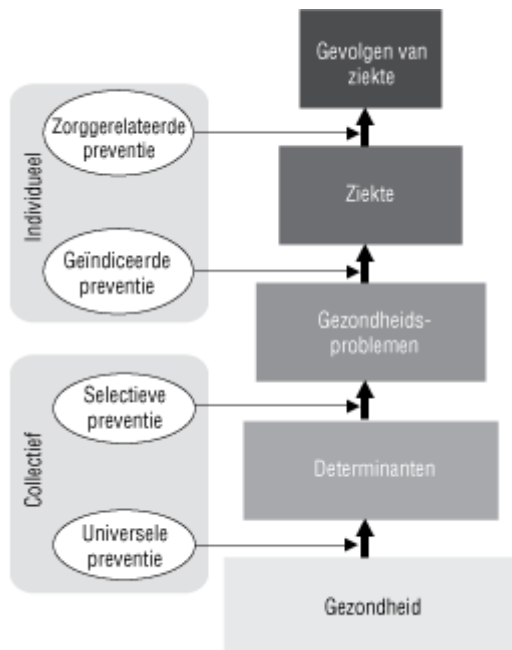 Gevolgen van
ziekte
Zorggerelateerde
preventie
Individueel
Ziekte
Geïndiceerde
preventie
Gezondheids-
problemen
Selectieve
preventie
Collectief
Determinanten
Universele
preventie
Gezondheid